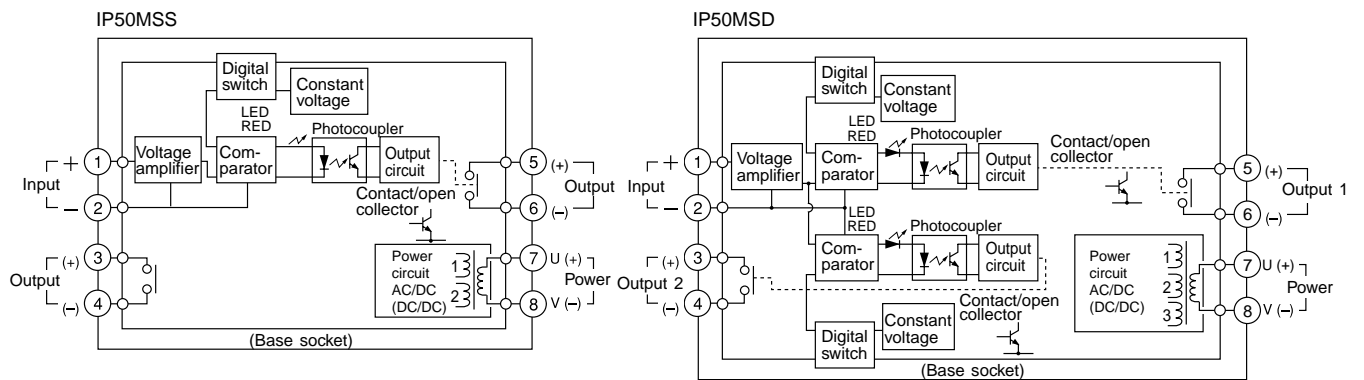 IP50MSS
Digital
switch
Constant
voltage
LED
RED
Photocoupler
+
1
Voltage
amplifier
Com-
parator
Output
circuit
5
(+)
Input
Output
−
2
Contact/open
collector
6
(−)
(+)
3
Power
circuit
AC/DC
(DC/DC)
1
2
7
U (+)
Output
Power
(−)
4
8
V (−)
(Base socket)
IP50MSD
Digital
switch
Constant
voltage
LED
RED
Photocoupler
Contact/open
collector
+
1
Voltage
amplifier
Com-
parator
Output
circuit
5
(+)
Input
Output 1
−
2
6
(−)
LED
RED
Photocoupler
(+)
3
Com-
parator
Output
circuit
Power
circuit
AC/DC
(DC/DC)
1
2
3
7
U (+)
Output 2
Power
(−)
4
8
V (−)
Contact/open
collector
Digital
switch
Constant
voltage
(Base socket)